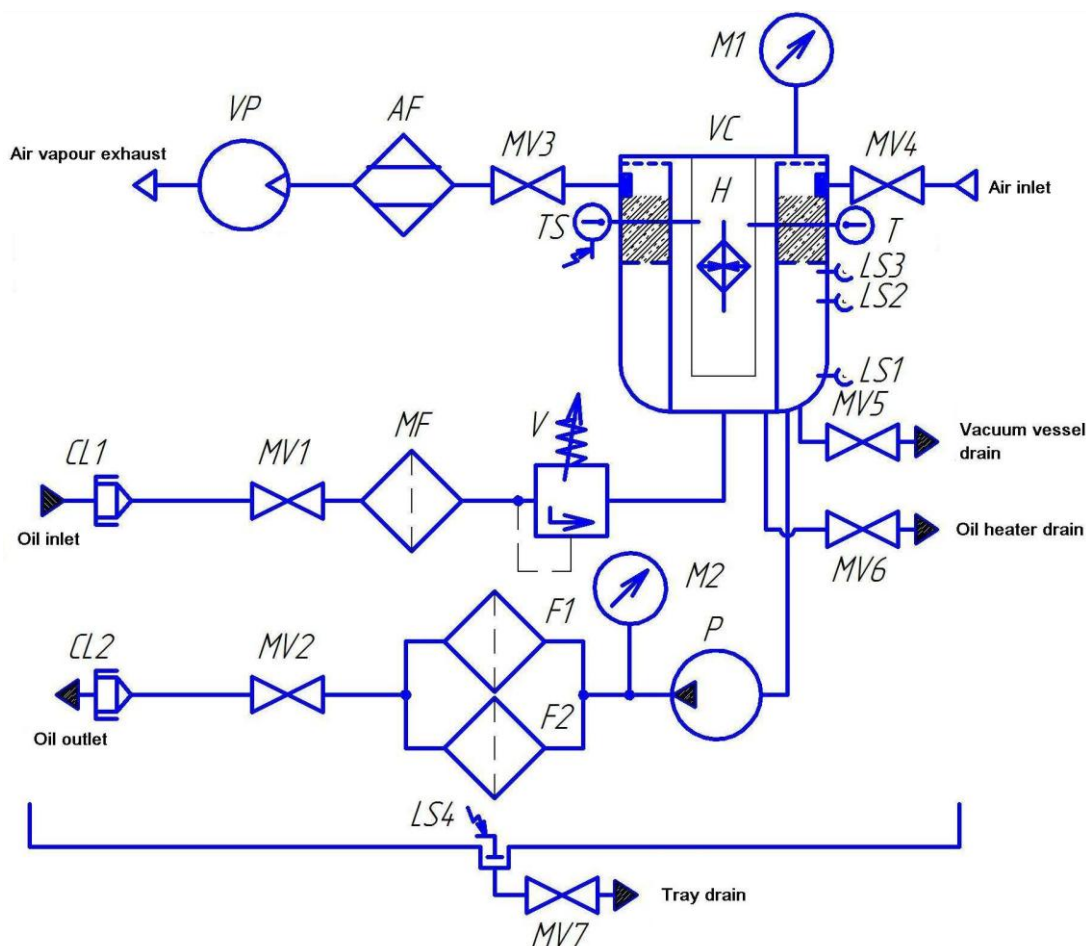 M1
VP
AF
MV3
VC
MV4
Air vapour exhaust
H
Air inlet
TS
T
LS3
LS2
LS1
MV5
Vacuum vessel
drain
CL1
MV1
MF
V
Oil inlet
Oil heater drain
MV6
M2
F1
P
CL2
MV2
F2
Oil outlet
LS4
Tray drain
MV7